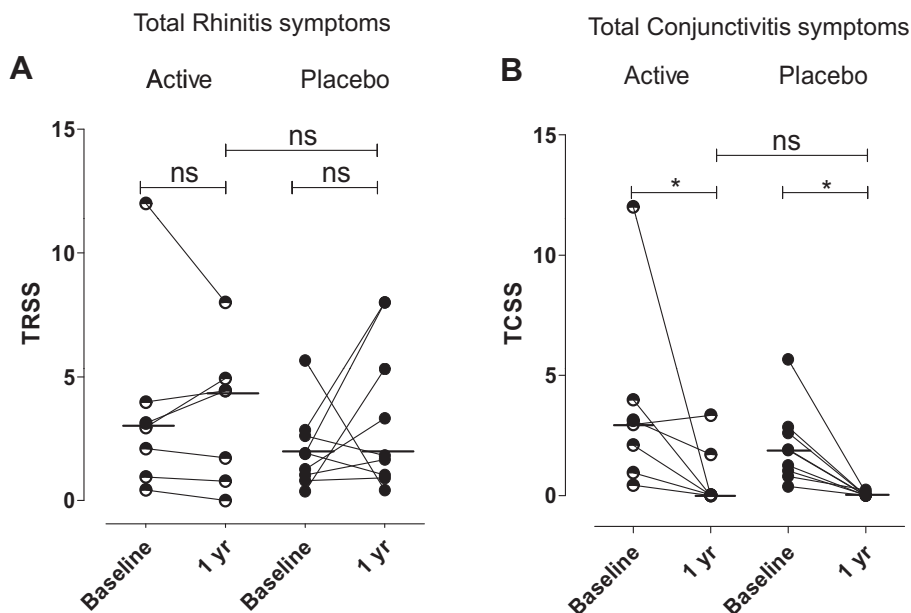 Total Rhinitis symptoms
A
Active
Placebo
15
10
5
0
TRSS
ns
ns
ns
Baseline
1 yr
Baseline
1 yr
Total Conjunctivitis symptoms
B
Active
Placebo
15
10
5
0
TCSS
ns
*
*
Baseline
1 yr
Baseline
1 yr